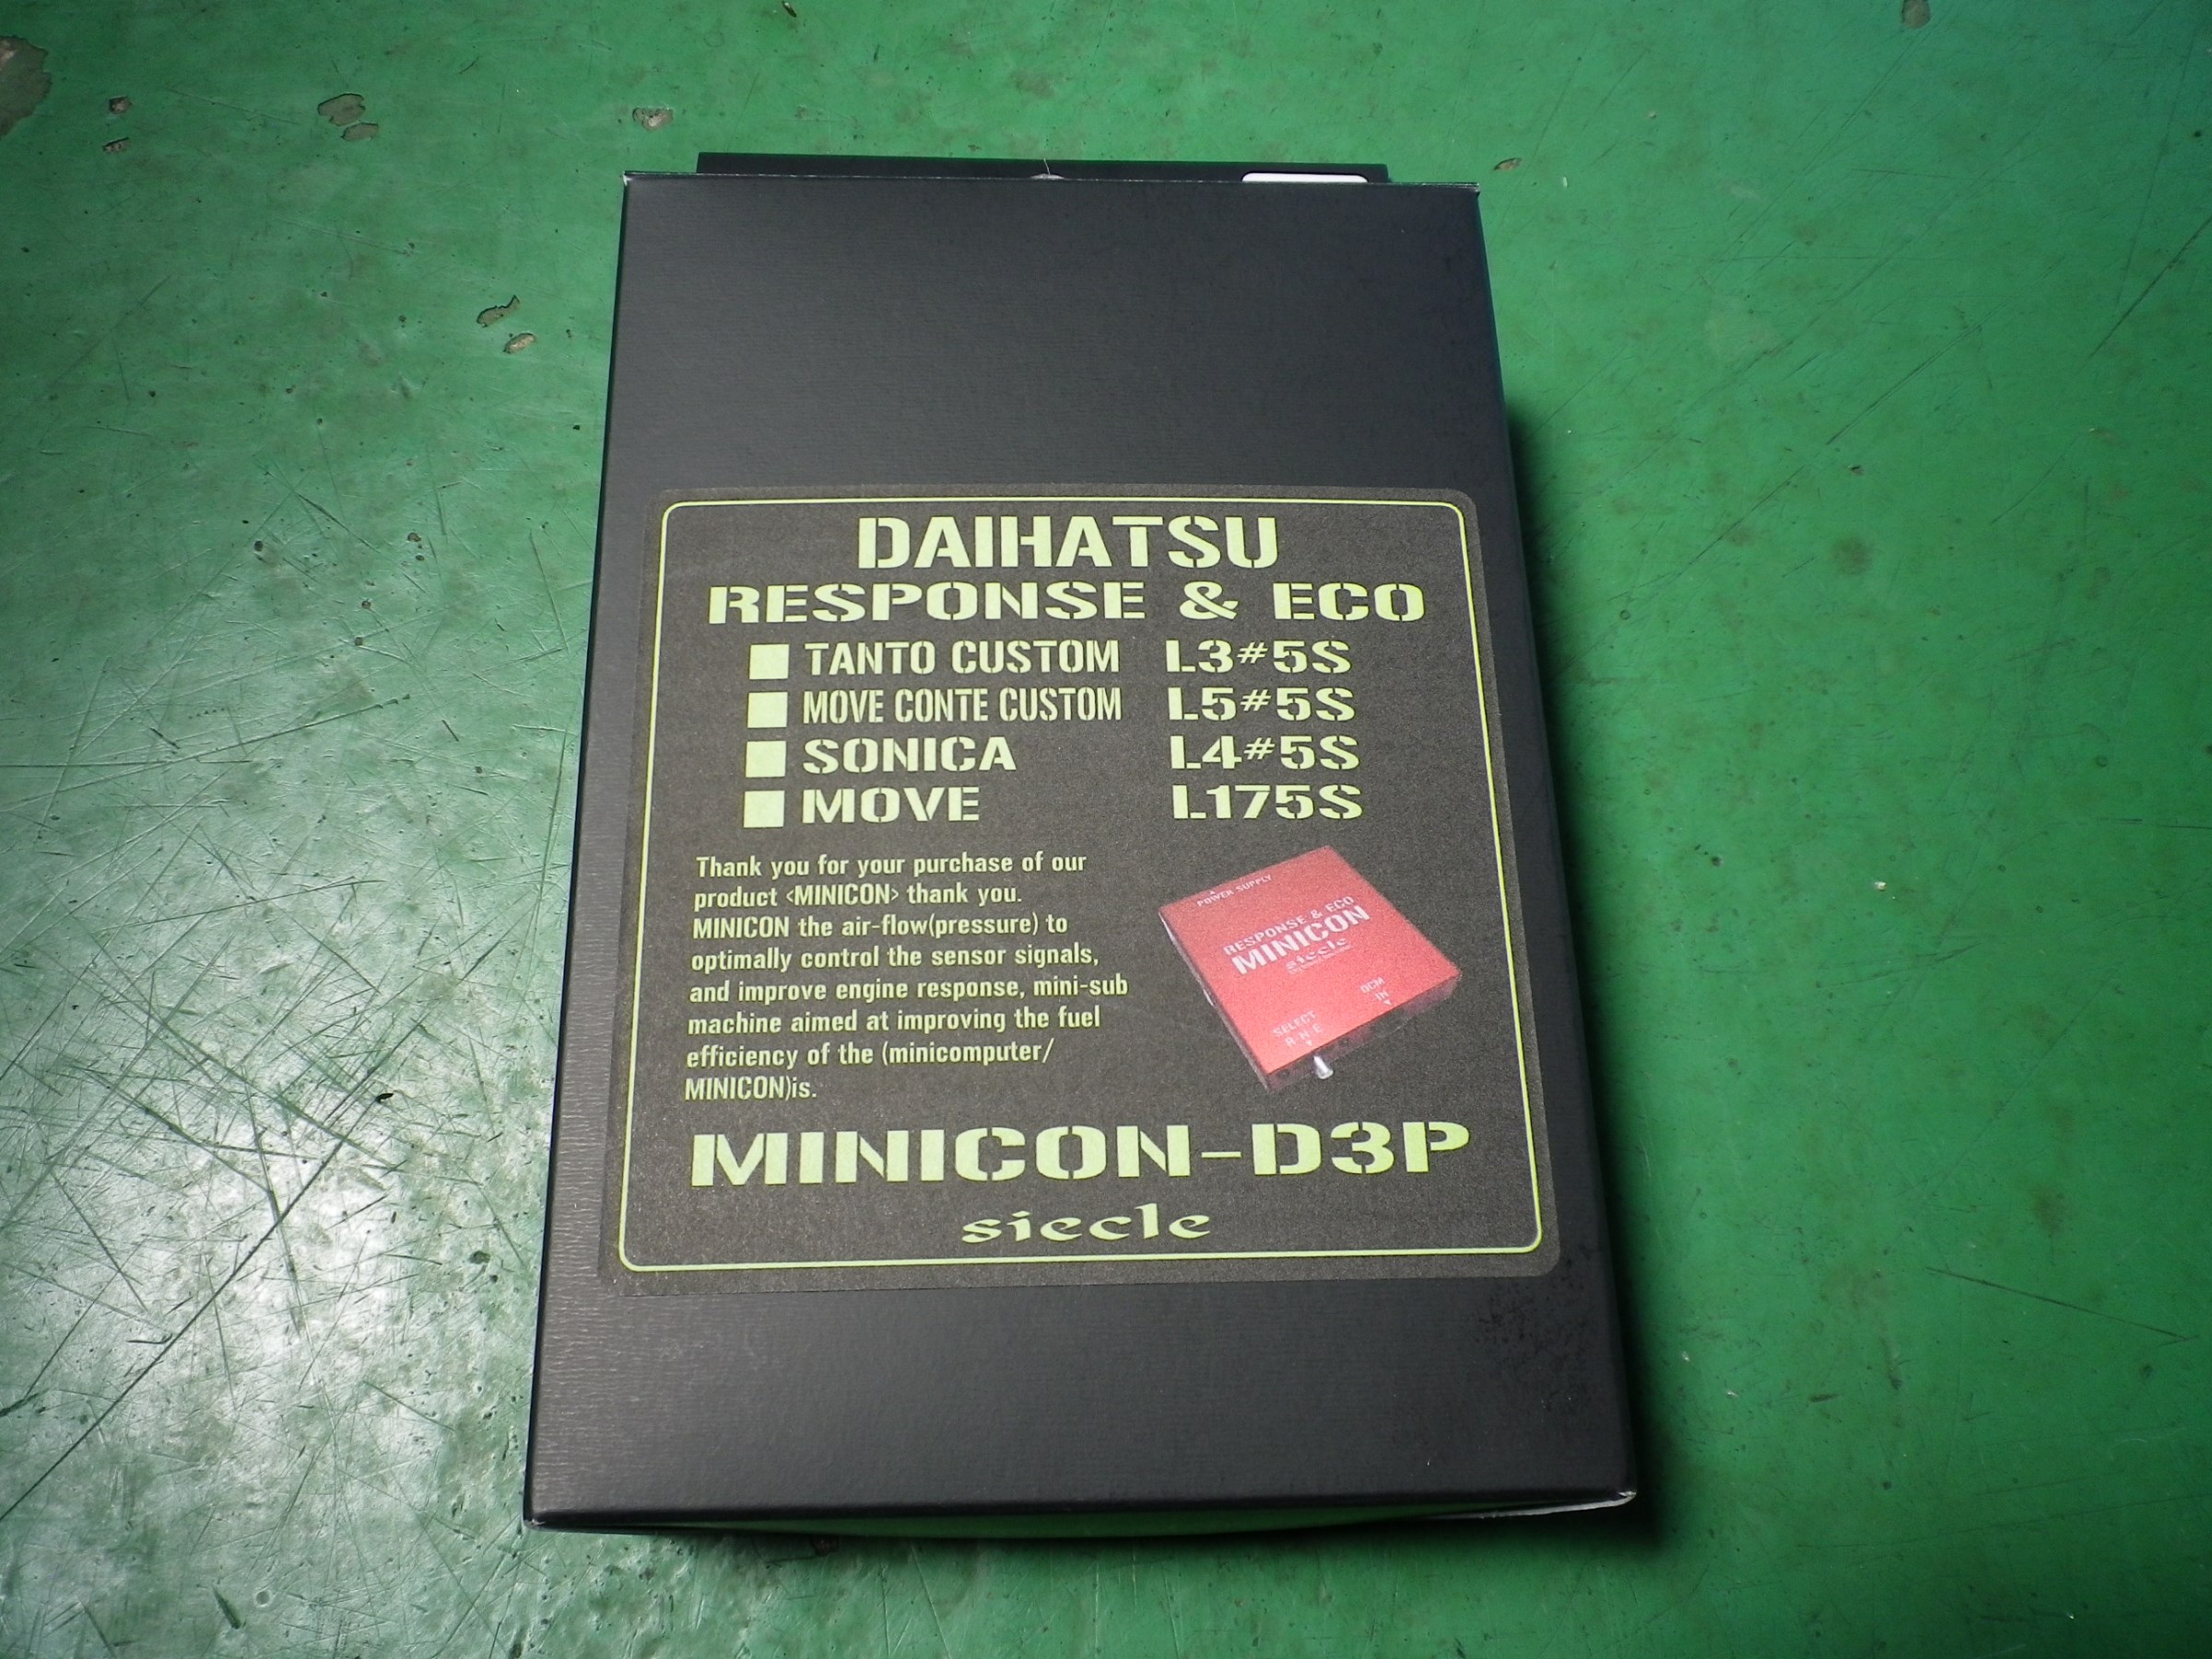 DAIHATSU
RESPONSE & ECO
TANTO CUSTOM L3#5S
MOVE CONTE CUSTOM L5#5S
SONICA L4#5S
MOVE L175S
Thank you for your purchase of our
product <MINICON> thank you.
MINICON the air-flow(pressure) to
optimally control the sensor signals,
and improve engine response, mini-sub
machine aimed at improving the fuel
efficiency of the (minicomputer/
MINICON)is.
POWER SUPPLY
RESPONSE & ECO
MINICON
siecle
DCM
IN
SELECT
R N E
MINICON-D3P
siecle